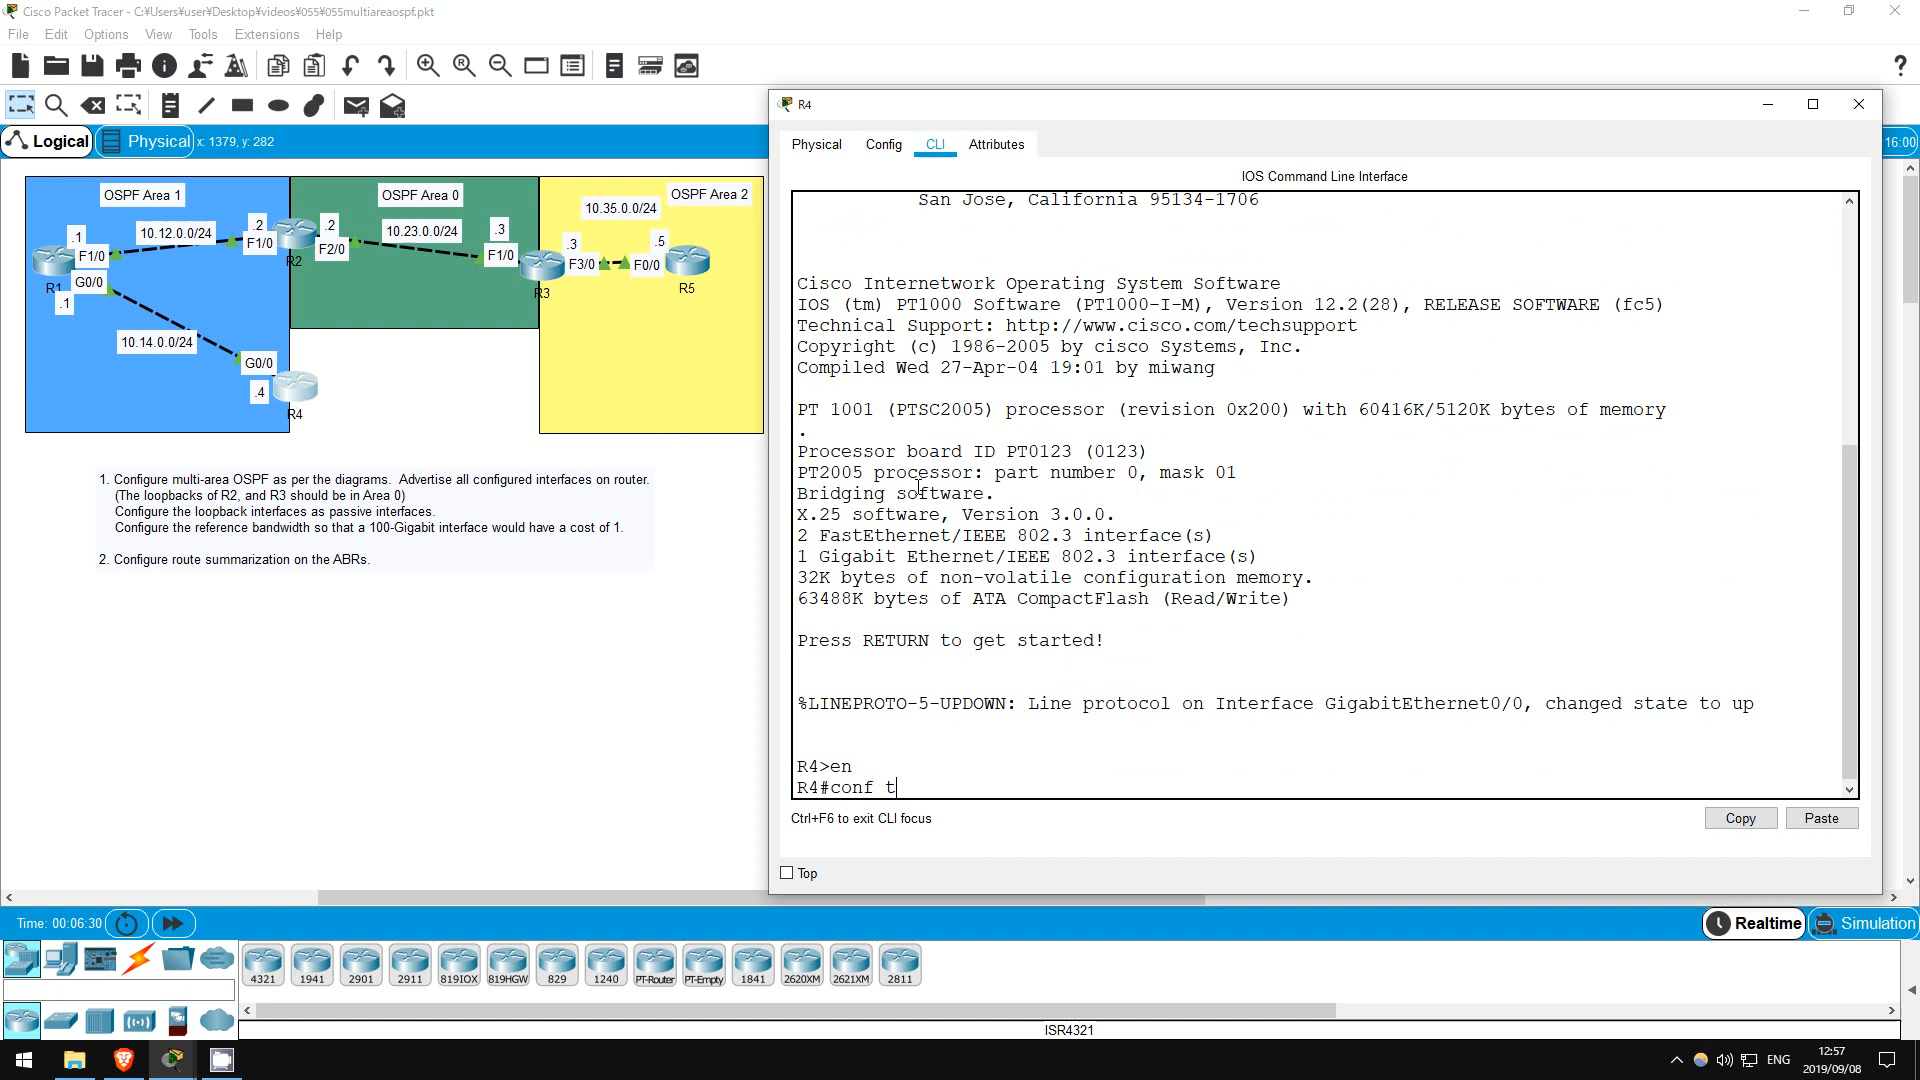 Cisco Packet Tracer - C:¥Users¥user¥Desktop¥videos¥055¥055multiareaospf.pkt
File Edit Options View Tools Extensions Help
Logical
Physical
x: 1379, y: 282
16:00
OSPF Area 1
OSPF Area 0
OSPF Area 2
10.35.0.0/24
10.12.0.0/24
10.23.0.0/24
.1
F1/0
.2
F1/0
.2
F2/0
.3
F1/0
.3
F3/0
.5
F0/0
R1
R2
R3
R5
G0/0
.1
10.14.0.0/24
G0/0
.4
R4
1. Configure multi-area OSPF as per the diagrams. Advertise all configured interfaces on router.
(The loopbacks of R2, and R3 should be in Area 0)
Configure the loopback interfaces as passive interfaces.
Configure the reference bandwidth so that a 100-Gigabit interface would have a cost of 1.
2. Configure route summarization on the ABRs.
R4
Physical Config CLI Attributes
IOS Command Line Interface
San Jose, California 95134-1706
Cisco Internetwork Operating System Software
IOS (tm) PT1000 Software (PT1000-I-M), Version 12.2(28), RELEASE SOFTWARE (fc5)
Technical Support: http://www.cisco.com/techsupport
Copyright (c) 1986-2005 by cisco Systems, Inc.
Compiled Wed 27-Apr-04 19:01 by miwang
PT 1001 (PTSC2005) processor (revision 0x200) with 60416K/5120K bytes of memory
.
Processor board ID PT0123 (0123)
PT2005 processor: part number 0, mask 01
Bridging software.
X.25 software, Version 3.0.0.
2 FastEthernet/IEEE 802.3 interface(s)
1 Gigabit Ethernet/IEEE 802.3 interface(s)
32K bytes of non-volatile configuration memory.
63488K bytes of ATA CompactFlash (Read/Write)
Press RETURN to get started!
%LINEPROTO-5-UPDOWN: Line protocol on Interface GigabitEthernet0/0, changed state to up
R4>en
R4#conf t
Ctrl+F6 to exit CLI focus
Copy
Paste
Top
Time: 00:06:30
Realtime
Simulation
4321 1941 2901 2911 819IOX 819HGW 829 1240 PT-Router PT-Empty 1841 2620XM 2621XM 2811
ISR4321
ENG
12:57
2019/09/08